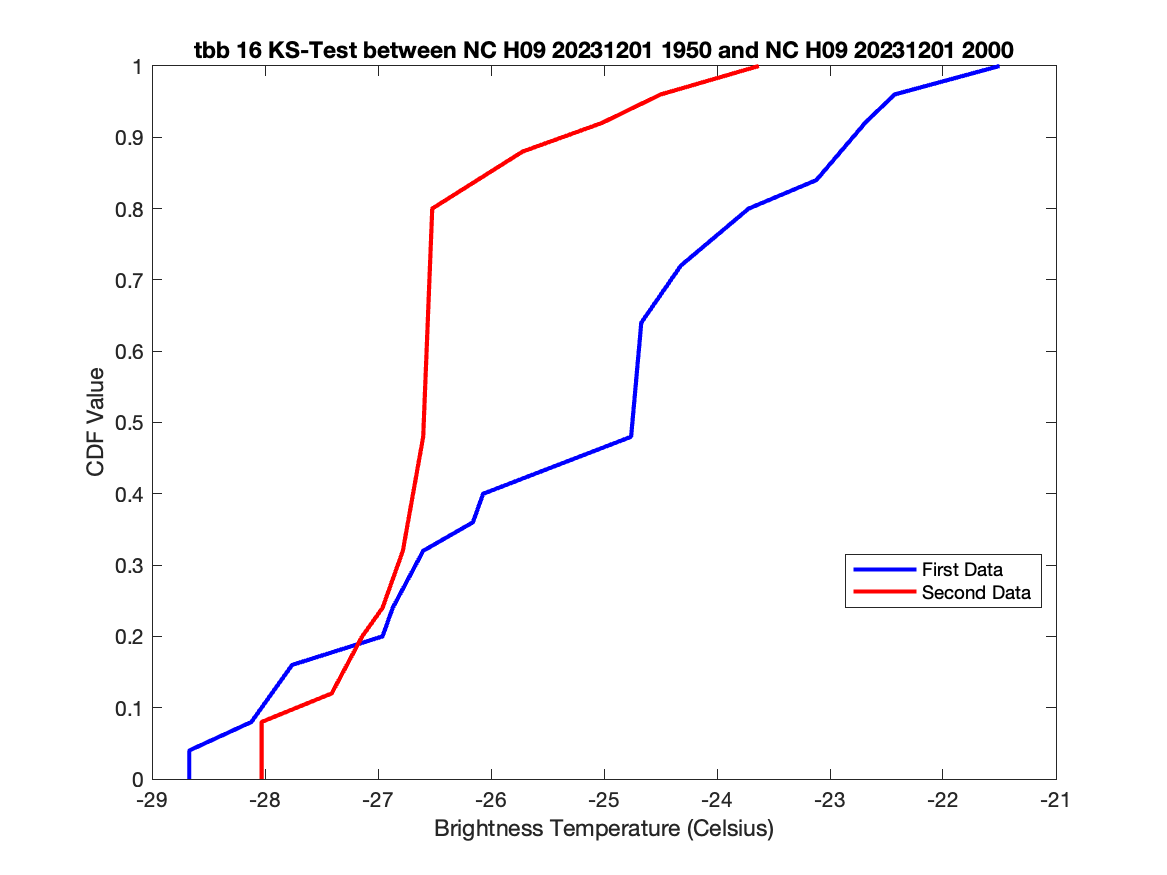 tbb 16 KS-Test between NC H09 20231201 1950 and NC H09 20231201 2000
1
0.9
0.8
0.7
0.6
0.5
0.4
0.3
0.2
0.1
0
CDF Value
First Data
Second Data
-29 -28 -27 -26 -25 -24 -23 -22 -21
Brightness Temperature (Celsius)